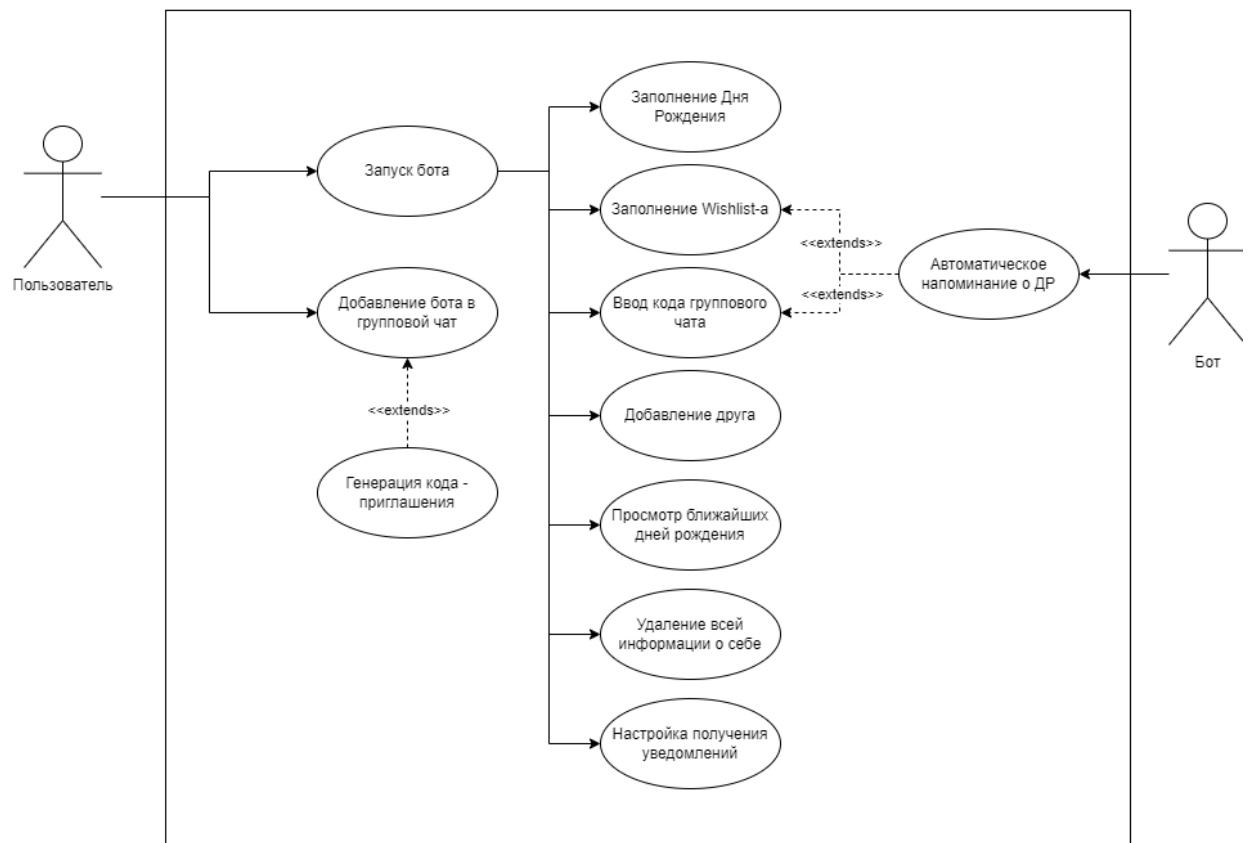 Заполнение Дня
Рождения
Запуск бота
Заполнение Wishlist-a
<<extends>>
Автоматическое
напоминание о ДР
Пользователь
Добавление бота в
групповой чат
<<extends>>
Ввод кода группового
чата
Бот
<<extends>>
Добавление друга
Генерация кода -
приглашения
Просмотр ближайших
дней рождения
Удаление всей
информации о себе
Настройка получения
уведомлений